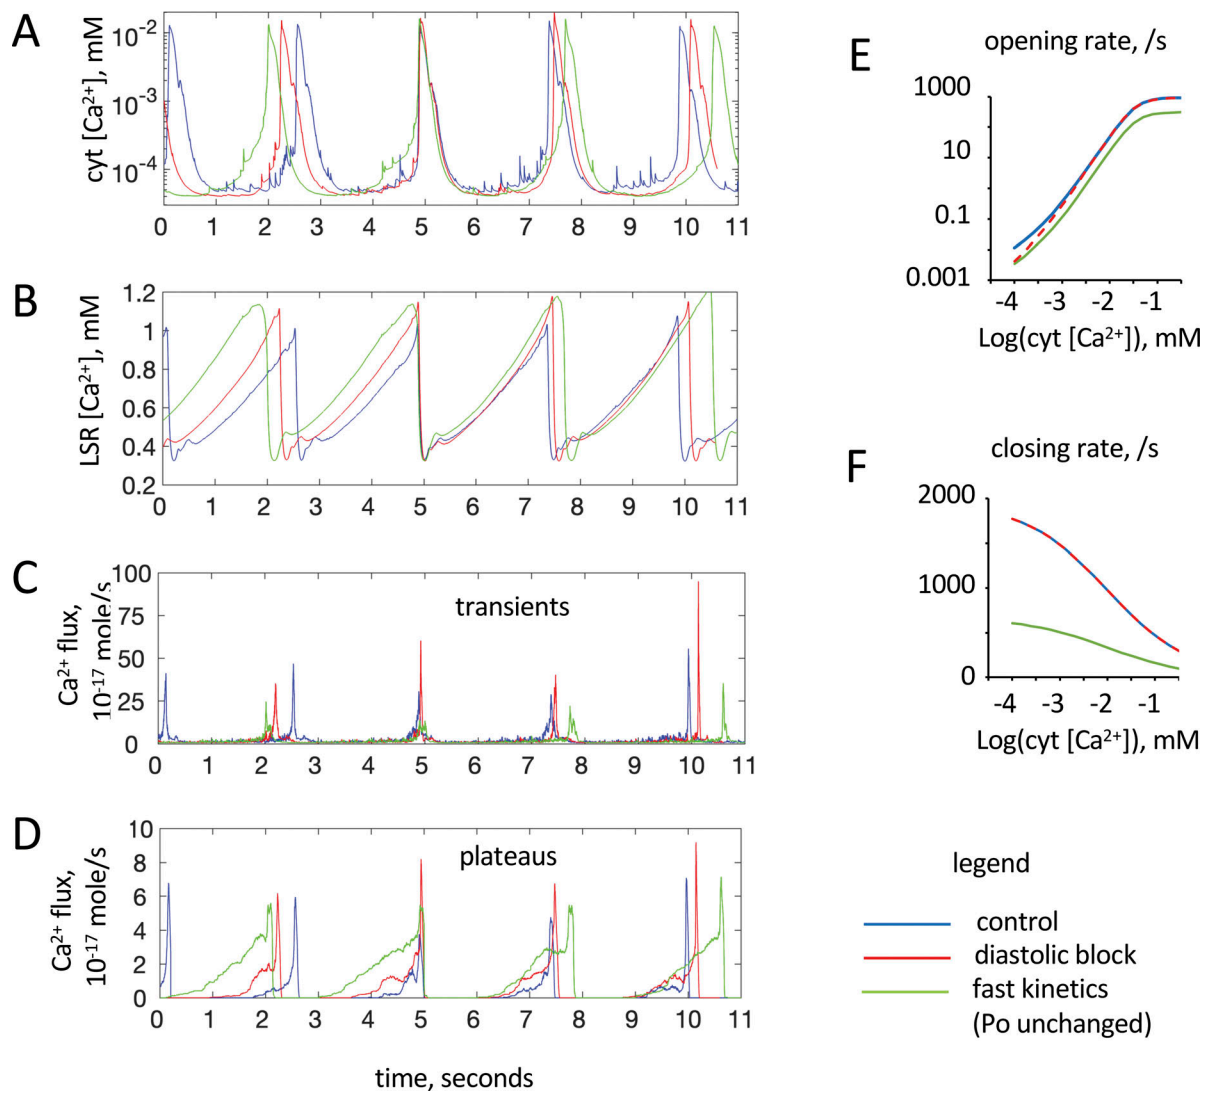 A
cyt [Ca²⁺], mM
10⁻²
10⁻³
10⁻⁴
0 1 2 3 4 5 6 7 8 9 10 11
B
LSR [Ca²⁺], mM
1.2
1
0.8
0.6
0.4
0.2
0 1 2 3 4 5 6 7 8 9 10 11
C
Ca²⁺ flux,
10⁻¹⁷ mole/s
100
75
50
25
0
transients
0 1 2 3 4 5 6 7 8 9 10 11
D
Ca²⁺ flux,
10⁻¹⁷ mole/s
10
8
6
4
2
0
plateaus
0 1 2 3 4 5 6 7 8 9 10 11
time, seconds
E
opening rate, /s
1000
10
0.1
0.001
-4 -3 -2 -1
Log(cyt [Ca²⁺]), mM
F
closing rate, /s
2000
1000
0
-4 -3 -2 -1
Log(cyt [Ca²⁺]), mM
legend
control
diastolic block
fast kinetics
(Po unchanged)